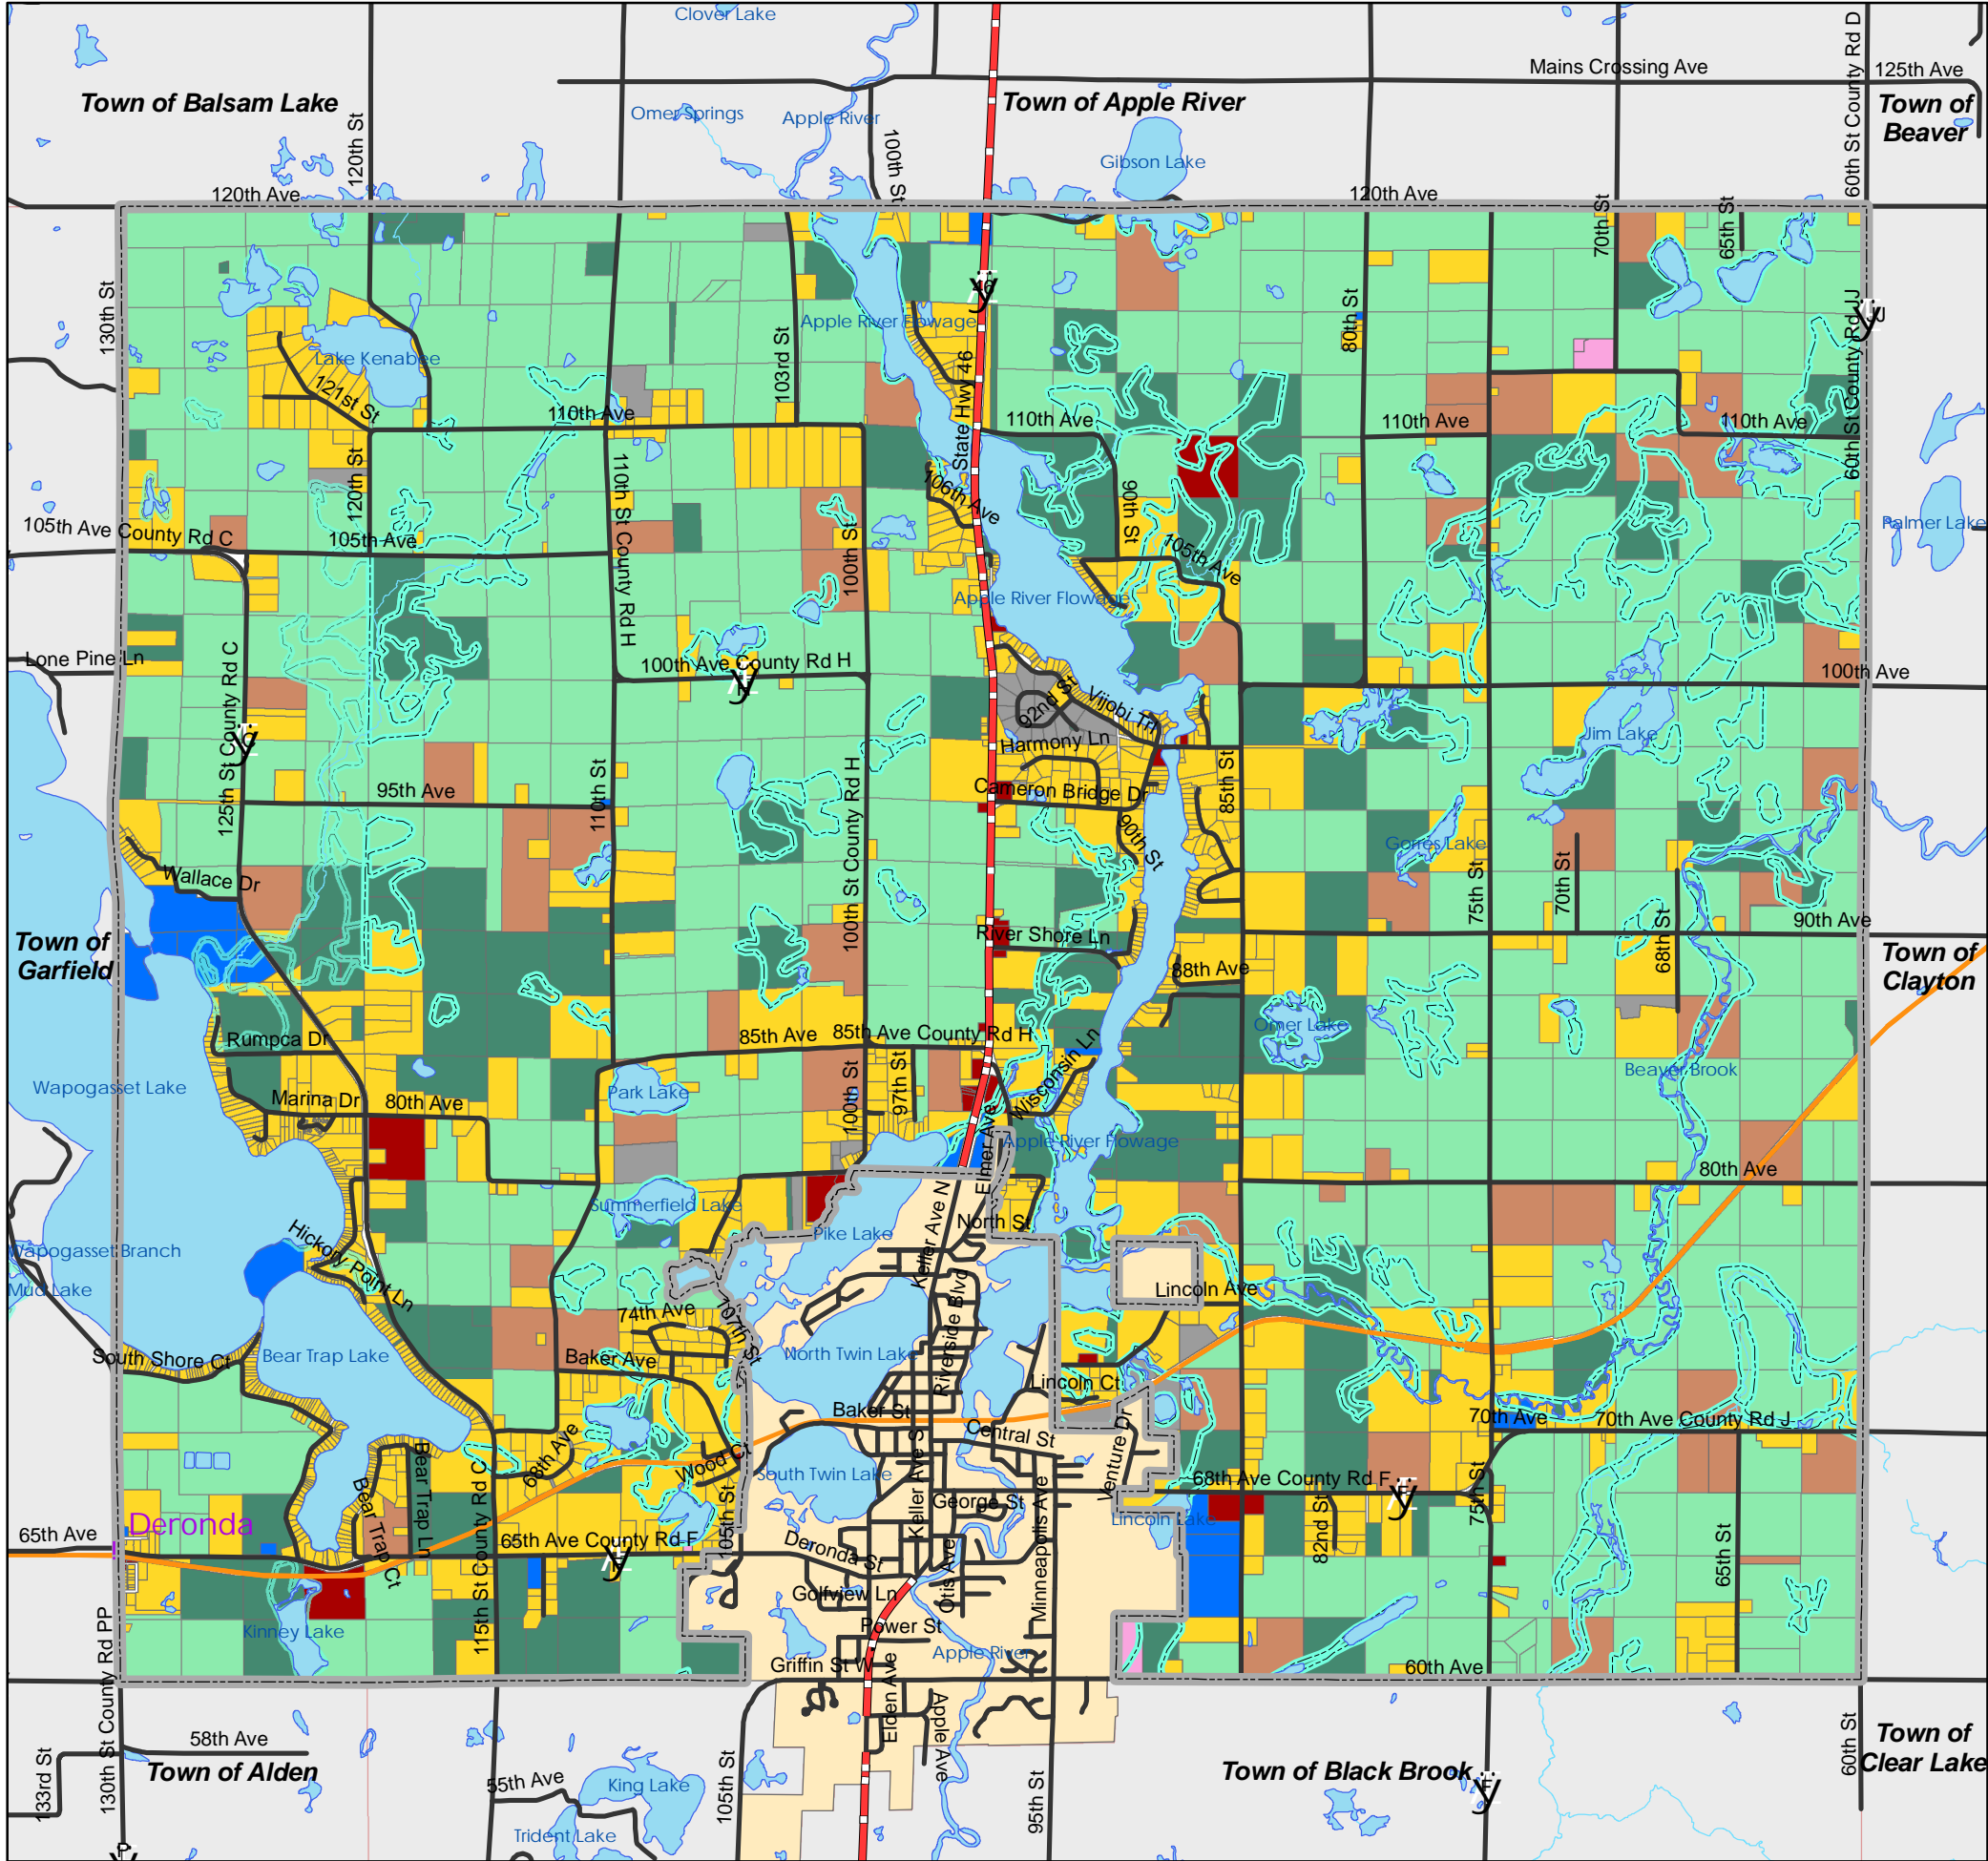 Clover Lake
Mains Crossing Ave
125th Ave
60th St County Rd D
Town of Balsam Lake
Town of Apple River
Town of
Beaver
Omer Springs
Apple River
120th St
100th St
Gibson Lake
120th Ave
120th Ave
70th St
65th St
130th St
46
Apple River Flowage
80th St
60th St County Rd JJ
JJ
Lake Kenabee
103rd St
State Hwy 46
121st St
110th Ave
110th Ave
110th Ave
110th Ave
120th St
110th St County Rd H
106th Ave
90th St
60th St County Rd JJ
Palmer Lake
105th Ave County Rd C
105th Ave
100th St
105th Ave
Apple River Flowage
Lone Pine Ln
100th Ave County Rd H
H
100th Ave
125th St County Rd C
C
92nd St
Vijobi Trl
Harmony Ln
Jim Lake
95th Ave
110th St
100th St County Rd H
Cameron Bridge Dr
85th St
90th St
Gorres Lake
75th St
70th St
Wallace Dr
90th Ave
Town of
Garfield
River Shore Ln
88th Ave
68th St
Town of
Clayton
Rumpca Dr
85th Ave
85th Ave County Rd H
Omer Lake
Wapogasset Lake
Park Lake
97th St
100th St
Wisconsin Ln
Beaver Brook
Marina Dr
80th Ave
Elmer Ave
Apple River Flowage
80th Ave
Summerfield Lake
Pike Lake
Keller Ave N
North St
Wapogasset Branch
Mud Lake
Hickory Point Ln
Lincoln Ave
74th Ave
107th St
Riverside Blvd
South Shore Ct
Bear Trap Lake
Baker Ave
North Twin Lake
Lincoln Ct
Baker St
70th Ave
70th Ave County Rd J
Central St
Venture Dr
Bear Trap Ln
68th Ave
Wood Ct
South Twin Lake
Keller Ave S
Bear Trap Ct
115th St County Rd C
105th St
George St
Minneapolis Ave
68th Ave County Rd F
F
75th St
Lincoln Lake
82nd St
Deronda
65th Ave
65th Ave County Rd F
Deronda St
Otis Ave
65th St
Golfview Ln
Kinney Lake
Power St
Apple River
Griffin St W
60th Ave
130th St County Rd PP
Elden Ave
Apple Ave
58th Ave
133rd St
Town of Alden
55th Ave
King Lake
105th St
95th St
Town of Black Brook
F
60th St
Town of
Clear Lake
Trident Lake